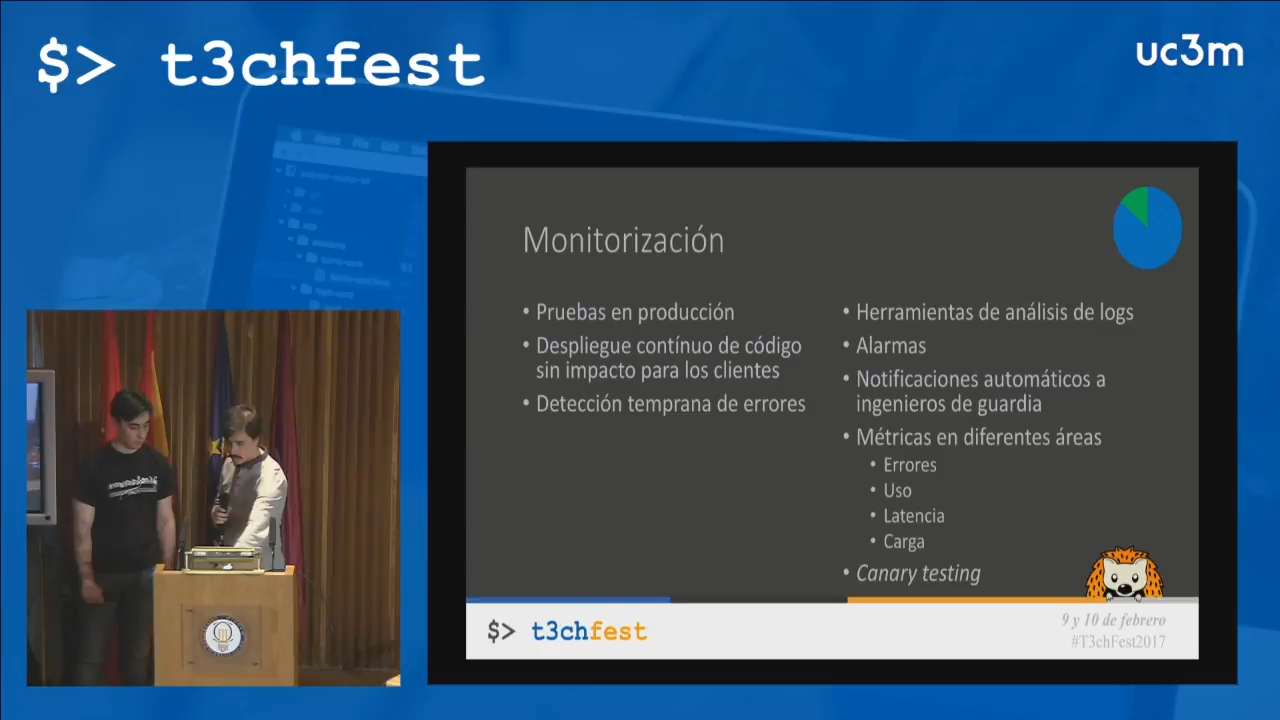 $> t3chfest
uc3m
Monitorización
• Pruebas en producción
• Despliegue contínuo de código
sin impacto para los clientes
• Detección temprana de errores
• Herramientas de análisis de logs
• Alarmas
• Notificaciones automáticos a
ingenieros de guardia
• Métricas en diferentes áreas
• Errores
• Uso
• Latencia
• Carga
• Canary testing
$> t3chfest
9 y 10 de febrero
#T3chFest2017